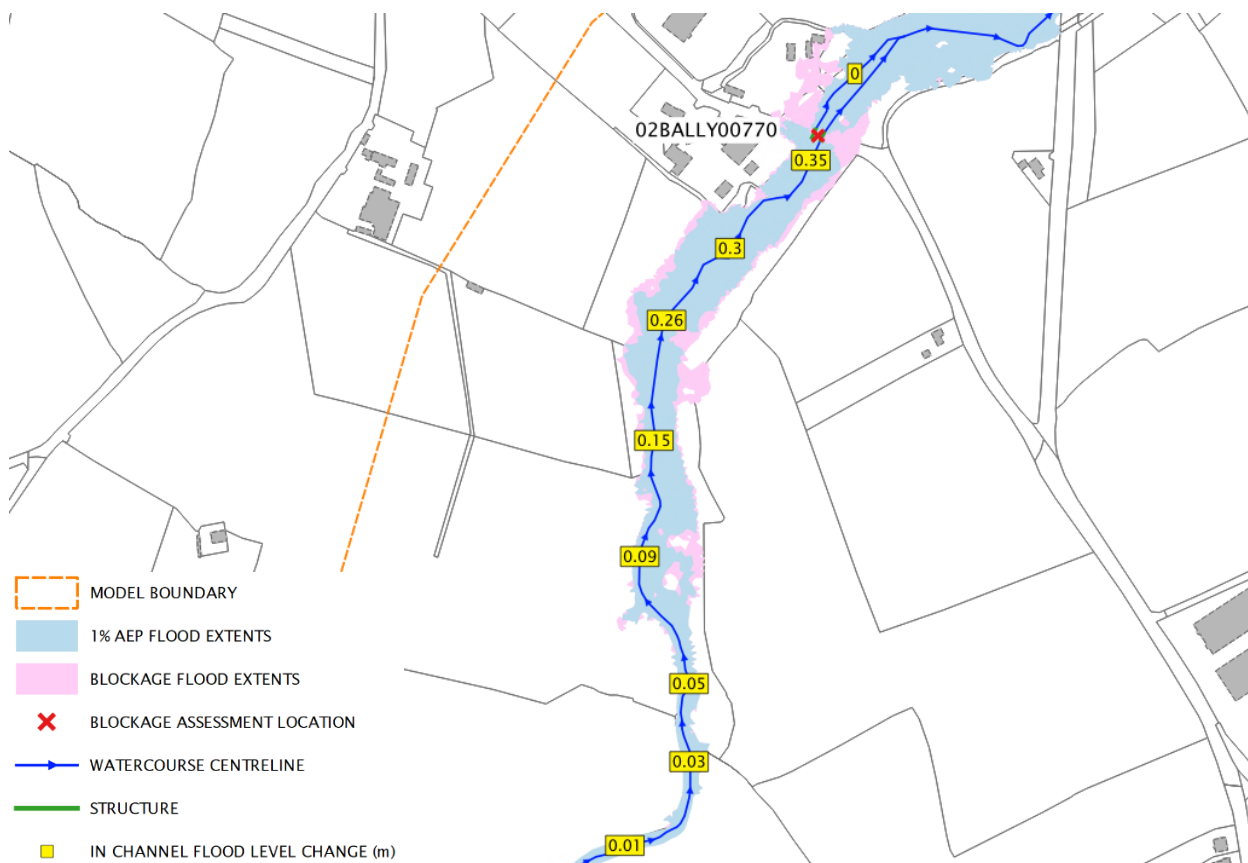 0
02BALLY00770
0.35
0.3
0.26
0.15
0.09
0.05
0.03
0.01
MODEL BOUNDARY
1% AEP FLOOD EXTENTS
BLOCKAGE FLOOD EXTENTS
BLOCKAGE ASSESSMENT LOCATION
WATERCOURSE CENTRELINE
STRUCTURE
IN CHANNEL FLOOD LEVEL CHANGE (m)